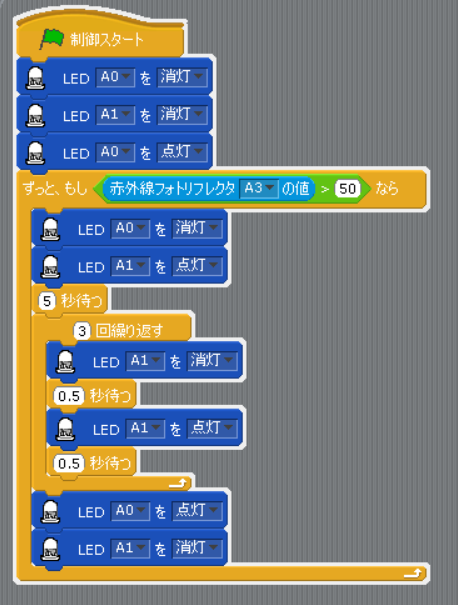 制御スタート
LED A0 を 消灯
LED A1 を 消灯
LED A0 を 点灯
ずっと、もし 赤外線フォトリフレクタ A3 の値 > 50 なら
LED A0 を 消灯
LED A1 を 点灯
5 秒待つ
3 回繰り返す
LED A1 を 消灯
0.5 秒待つ
LED A1 を 点灯
0.5 秒待つ
LED A0 を 点灯
LED A1 を 消灯